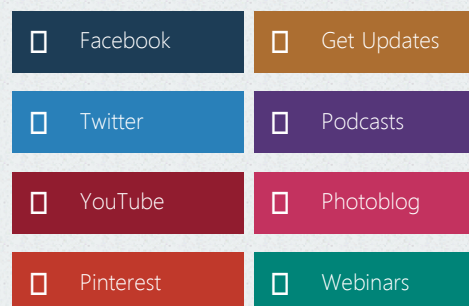 Facebook
Get Updates
Twitter
Podcasts
YouTube
Photoblog
Pinterest
Webinars